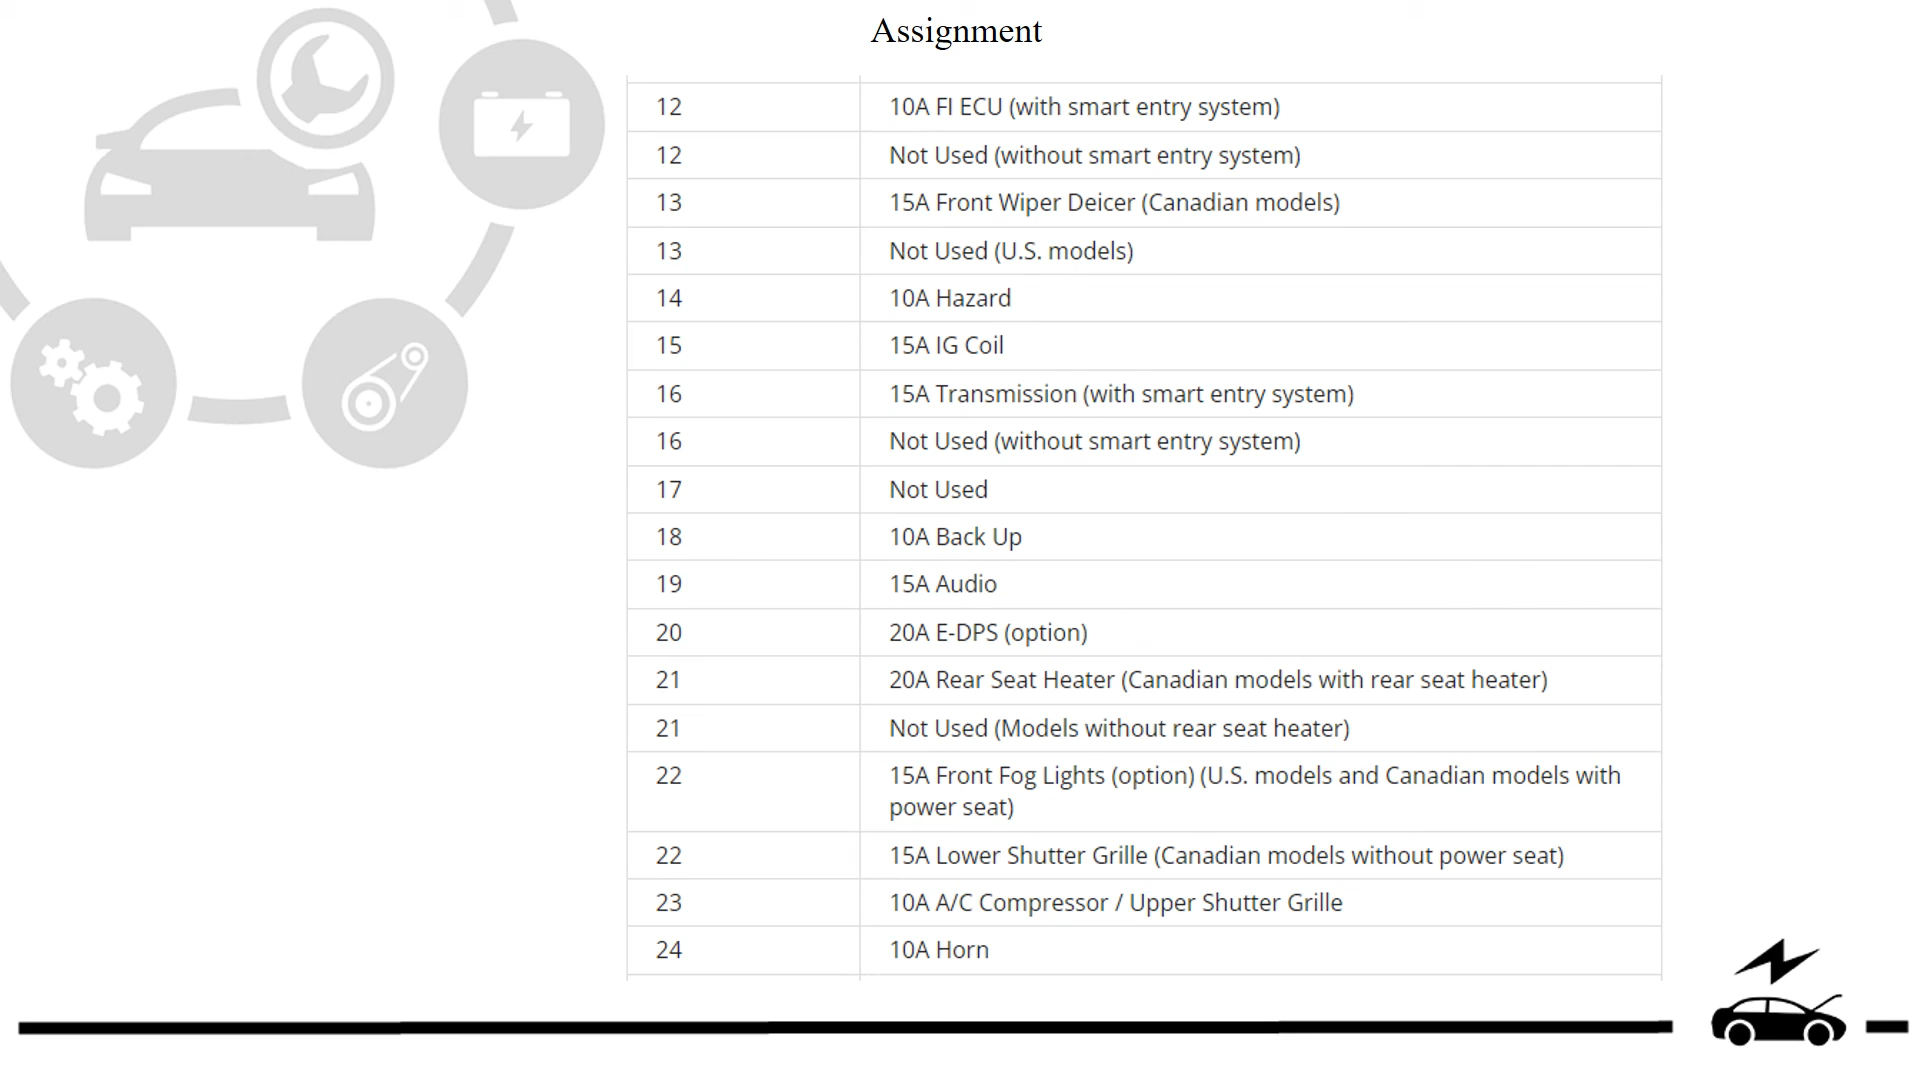 Assignment
12 10A FI ECU (with smart entry system)
12 Not Used (without smart entry system)
13 15A Front Wiper Deicer (Canadian models)
13 Not Used (U.S. models)
14 10A Hazard
15 15A IG Coil
16 15A Transmission (with smart entry system)
16 Not Used (without smart entry system)
17 Not Used
18 10A Back Up
19 15A Audio
20 20A E-DPS (option)
21 20A Rear Seat Heater (Canadian models with rear seat heater)
21 Not Used (Models without rear seat heater)
22 15A Front Fog Lights (option) (U.S. models and Canadian models with
power seat)
22 15A Lower Shutter Grille (Canadian models without power seat)
23 10A A/C Compressor / Upper Shutter Grille
24 10A Horn